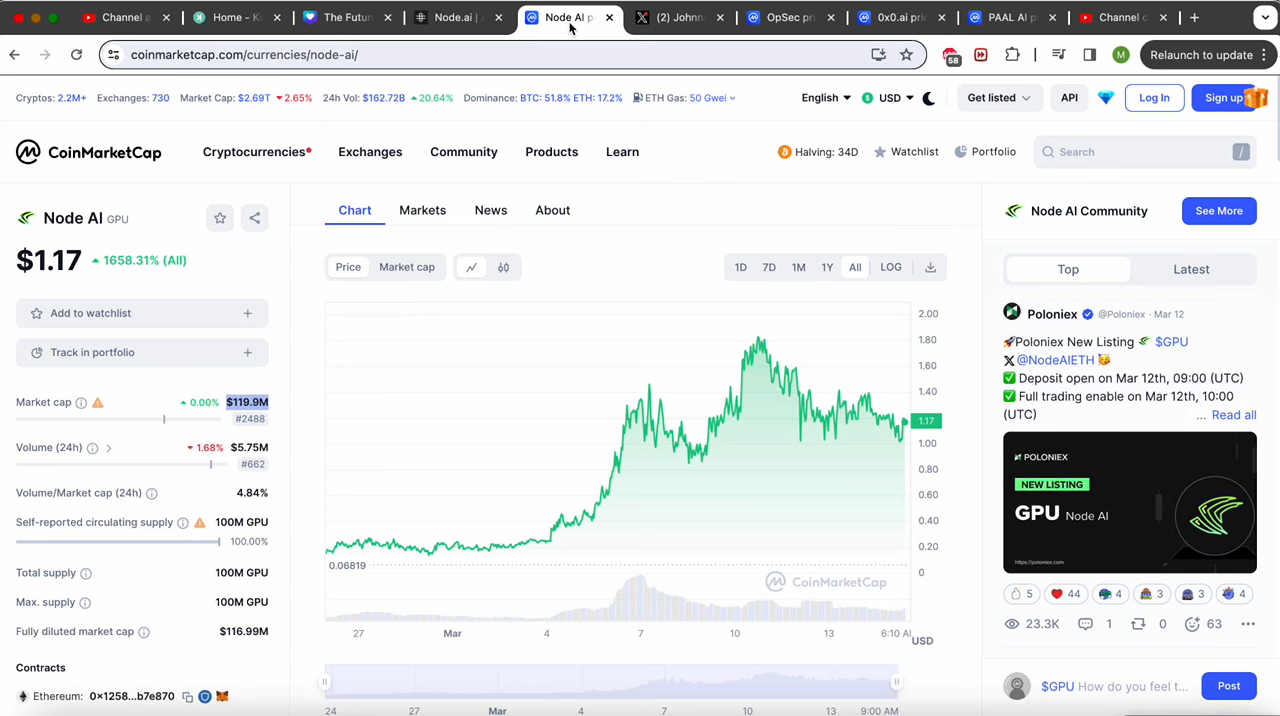 Channel a
Home - K
The Future
Node.ai | A
Node AI p
(2) Johnny
OpSec pri
0x0.ai pri
PAAL AI p
Channel c
coinmarketcap.com/currencies/node-ai/
58
M
Relaunch to update
Cryptos: 2.2M+ Exchanges: 730 Market Cap: $2.69T 2.65% 24h Vol: $162.72B 20.64% Dominance: BTC: 51.8% ETH: 17.2% ETH Gas: 50 Gwei
English
USD
Get listed
API
Log In
Sign up
CoinMarketCap
Cryptocurrencies
Exchanges
Community
Products
Learn
Halving: 34D
Watchlist
Portfolio
Search
/
Node AI GPU
$1.17 1658.31% (All)
Add to watchlist +
Track in portfolio +
Market cap 0.00% $119.9M
#2488
Volume (24h) 1.68% $5.75M
#662
Volume/Market cap (24h) 4.84%
Self-reported circulating supply 100M GPU
100.00%
Total supply 100M GPU
Max. supply 100M GPU
Fully diluted market cap $116.99M
Contracts
Ethereum: 0x1258...b7e870
Chart
Markets
News
About
Price
Market cap
1D
7D
1M
1Y
All
LOG
2.00
1.80
1.60
1.40
1.17
1.00
0.80
0.60
0.40
0.20
0
0.06819
CoinMarketCap
27 Mar 4 7 10 13 6:10 A
USD
24 27 Mar 4 7 10 13 9:00 AM
Node AI Community
See More
Top
Latest
Poloniex @Poloniex · Mar 12
🚀Poloniex New Listing $GPU
@NodeAIETH 🥳
✅ Deposit open on Mar 12th, 09:00 (UTC)
✅ Full trading enable on Mar 12th, 10:00
(UTC) ... Read all
POLONIEX
NEW LISTING
GPU Node AI
https://poloniex.com
5
44
4
3
3
4
23.3K
1
0
63
$GPU How do you feel t...
Post